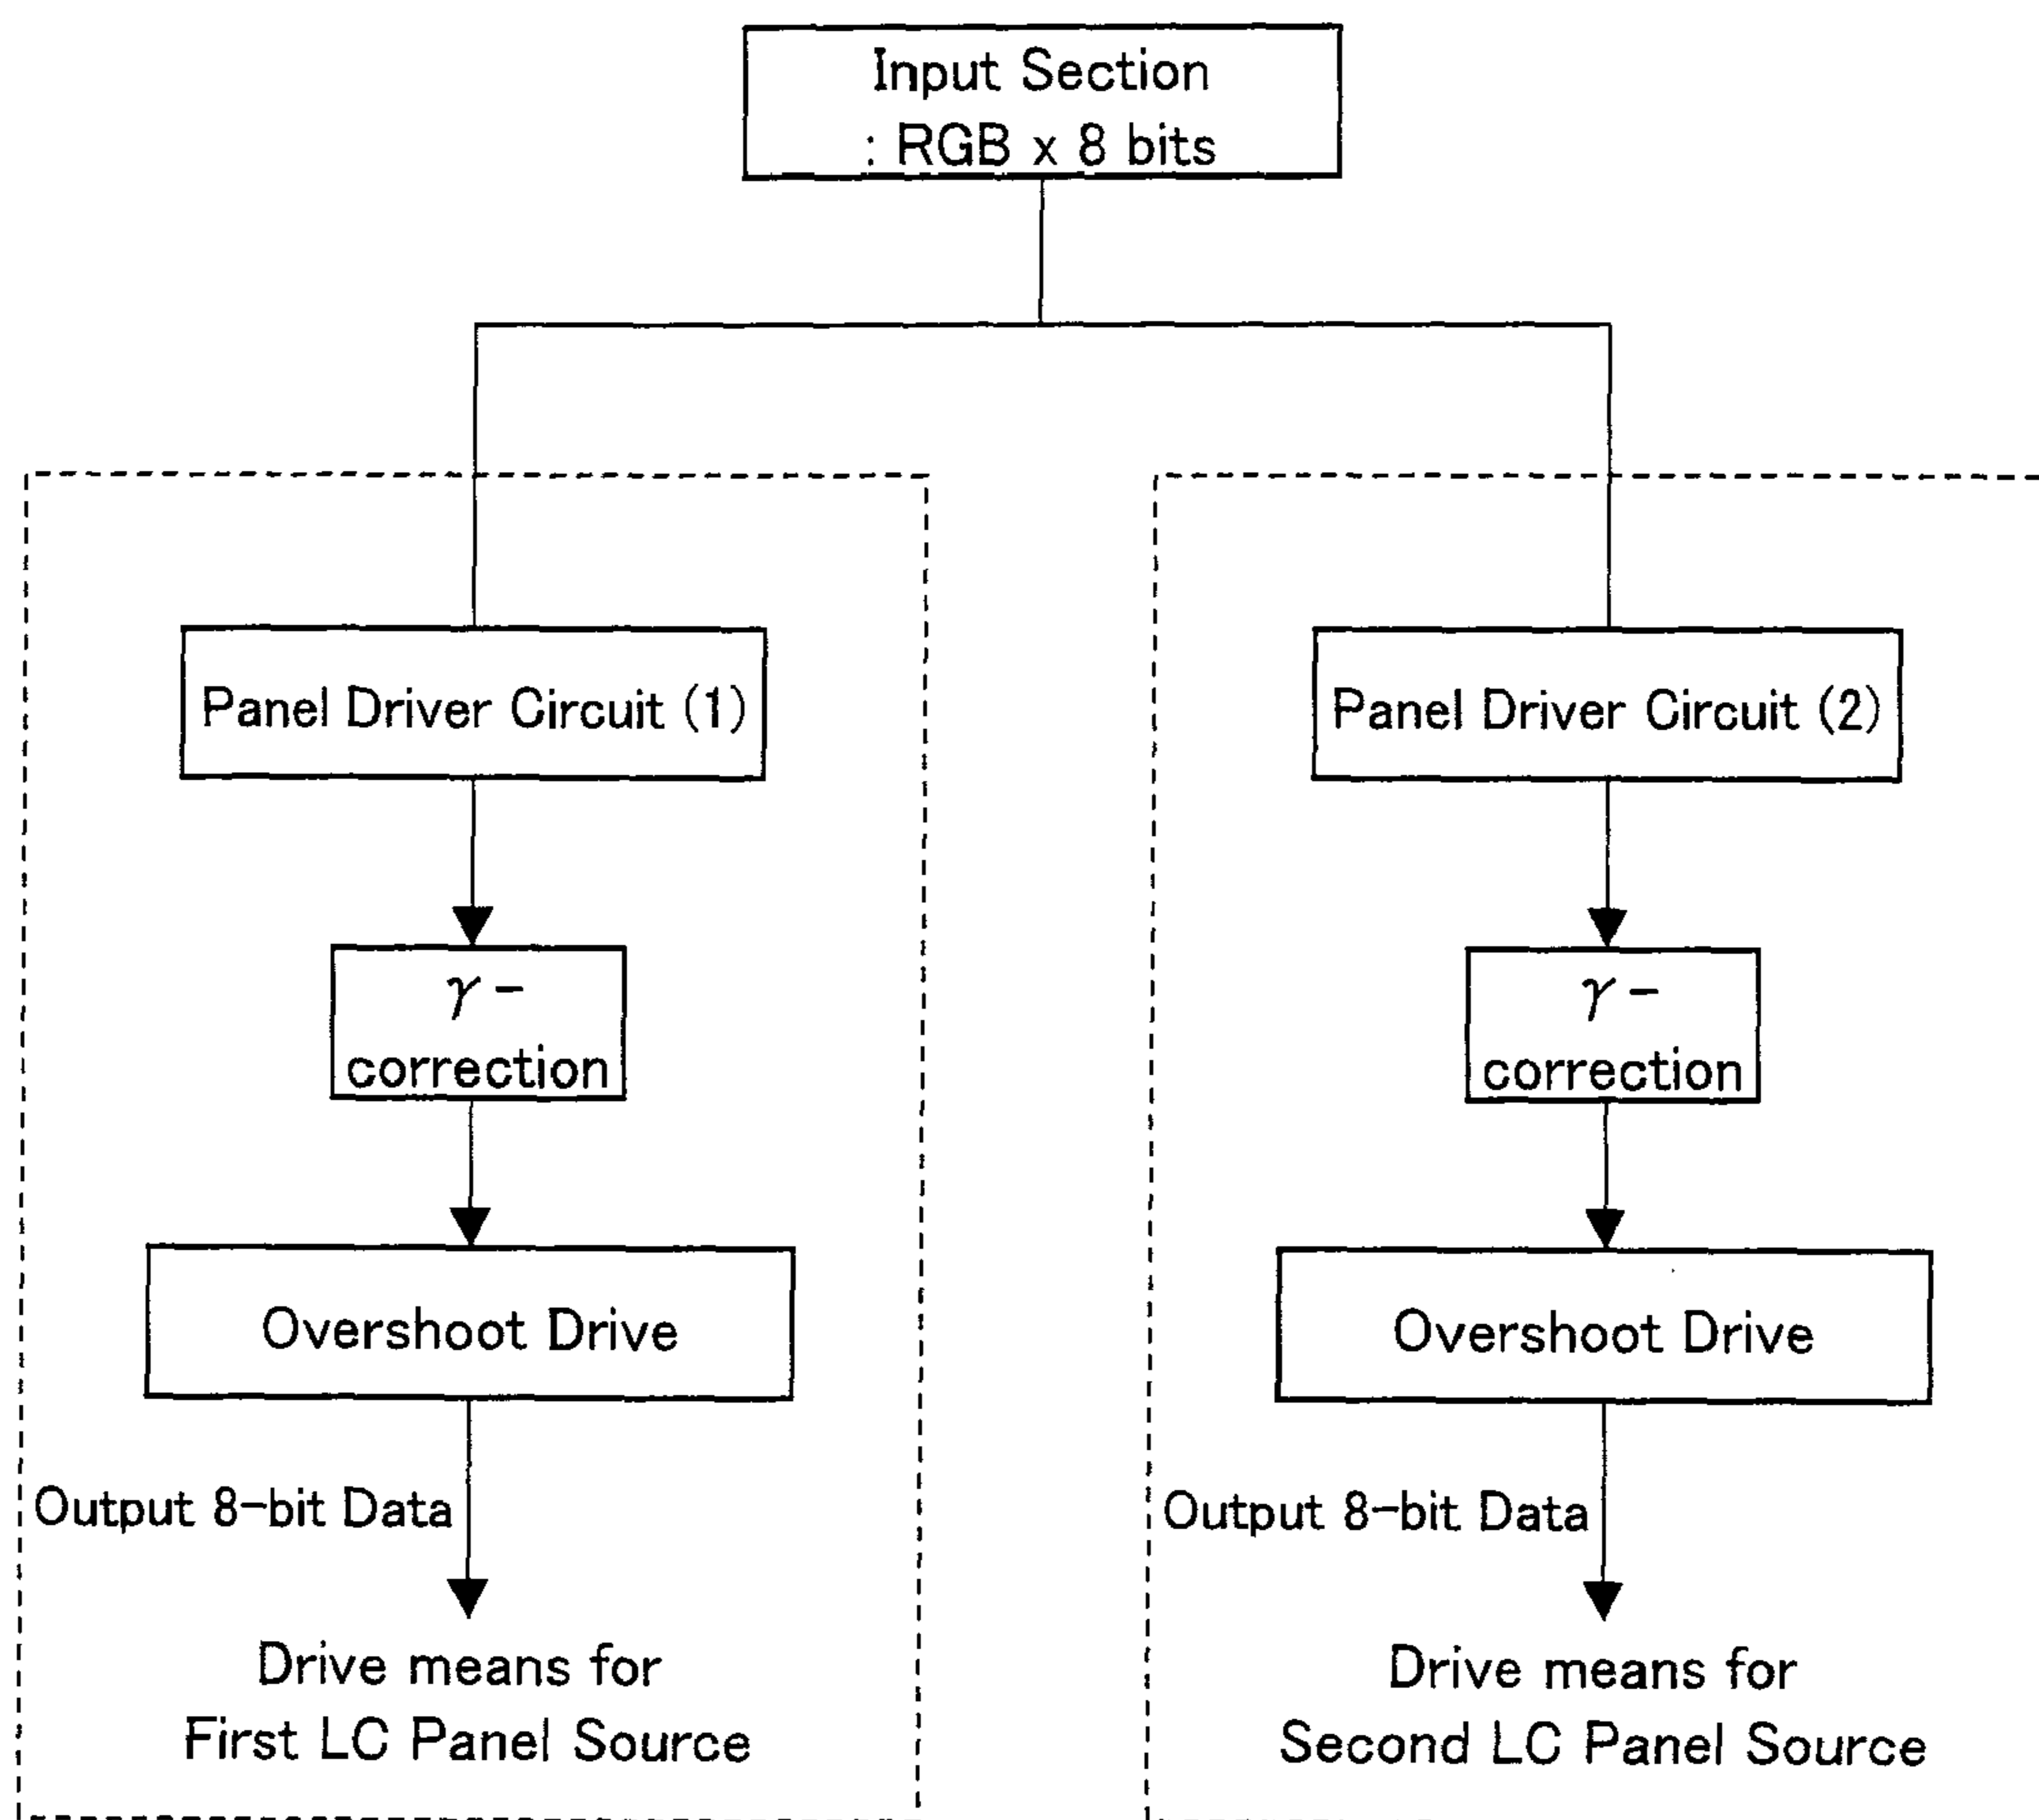 Input Section
: RGB x 8 bits
Panel Driver Circuit (1)
γ-
correction
Overshoot Drive
Output 8-bit Data
Drive means for
First LC Panel Source
Panel Driver Circuit (2)
γ-
correction
Overshoot Drive
Output 8-bit Data
Drive means for
Second LC Panel Source